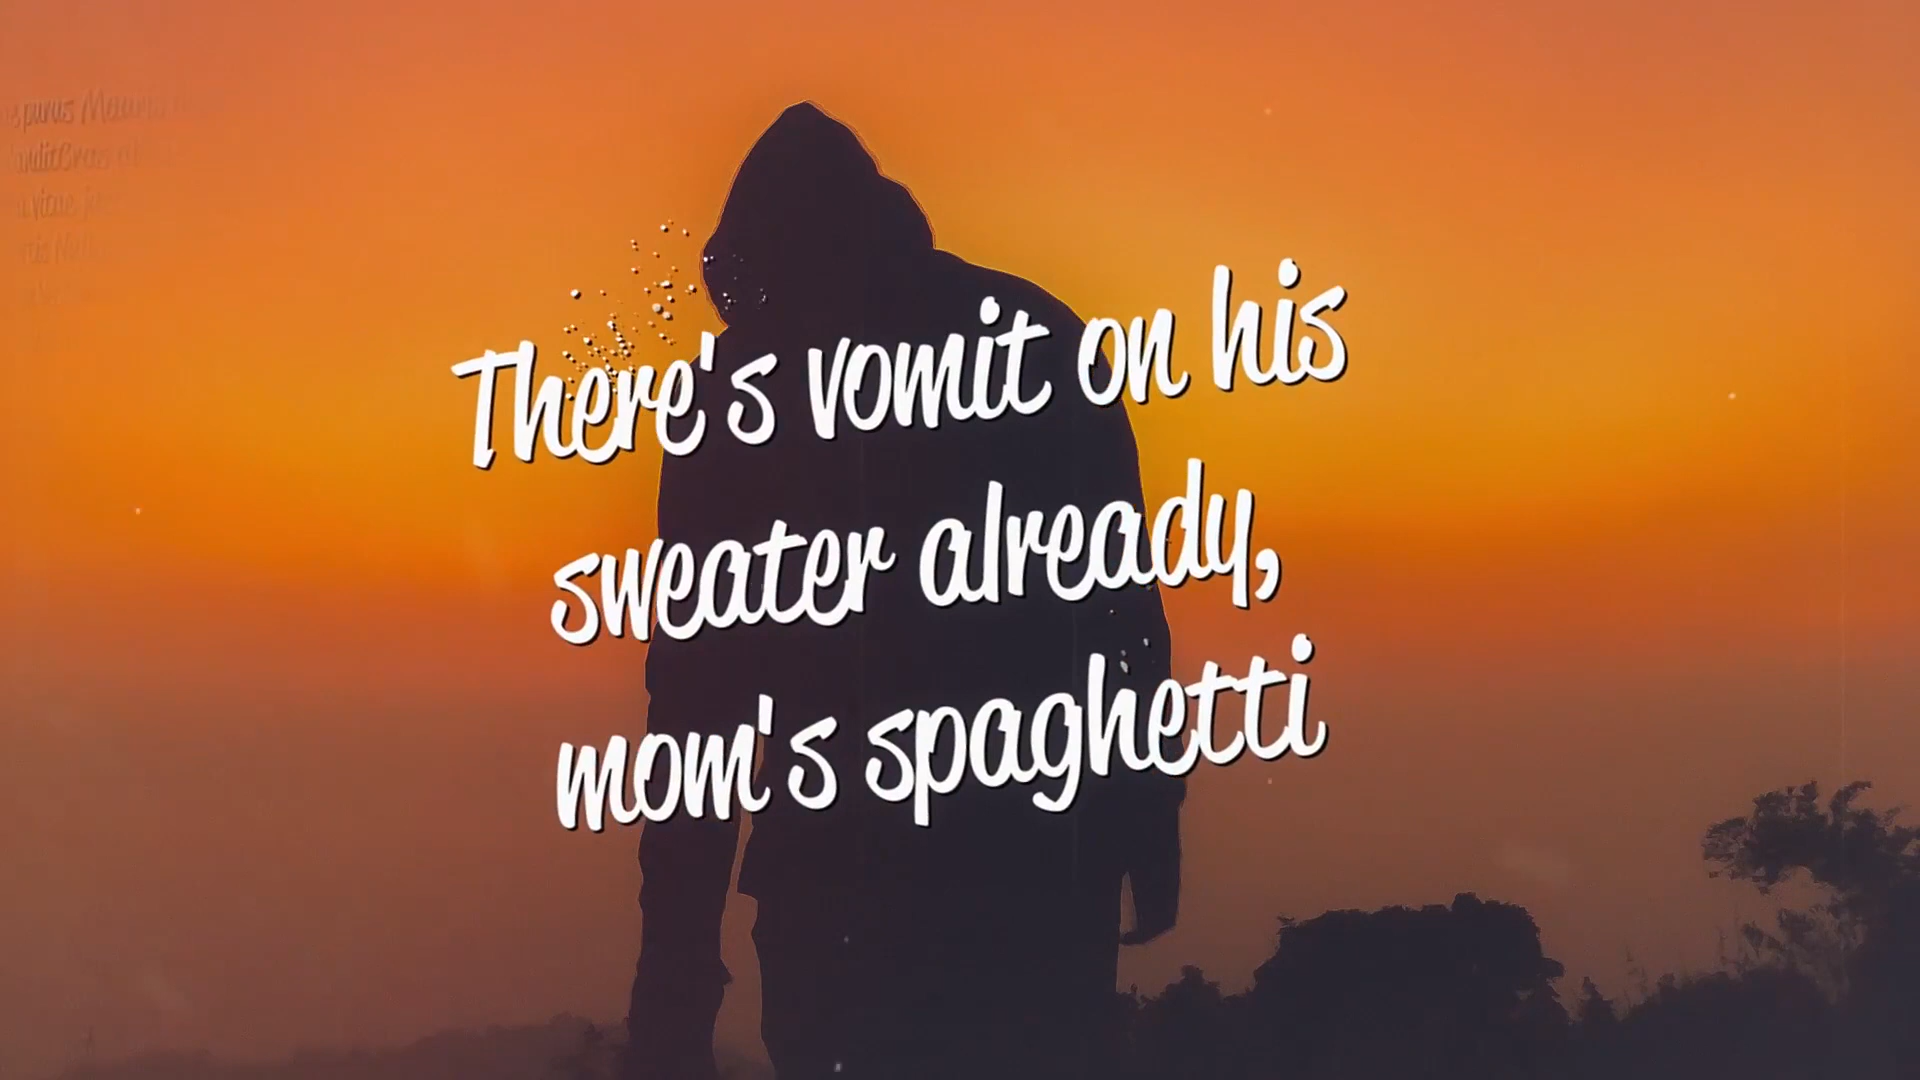 There's vomit on his
sweater already,
mom's spaghetti